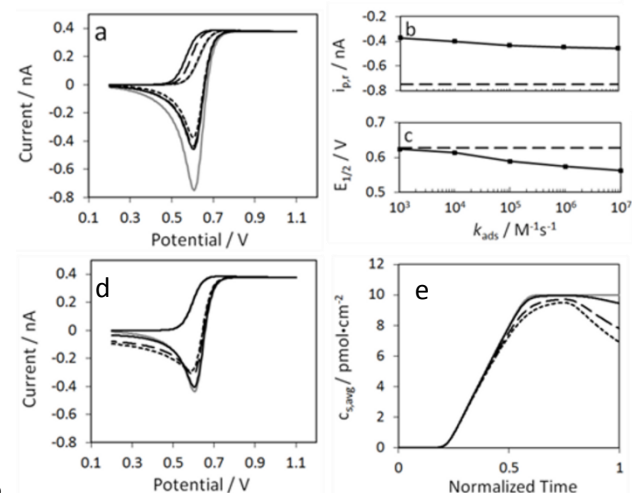 a
0.4
0.2
0
-0.2
-0.4
-0.6
-0.8
Current / nA
0.1 0.3 0.5 0.7 0.9 1.1
Potential / V
b
-0.2
-0.4
-0.6
-0.8
i_p,r / nA
c
0.7
0.6
0.5
E_1/2 / V
10³ 10⁴ 10⁵ 10⁶ 10⁷
k_ads / M⁻¹s⁻¹
d
0.4
0.2
0
-0.2
-0.4
-0.6
-0.8
Current / nA
0.1 0.3 0.5 0.7 0.9 1.1
Potential / V
e
12
10
8
6
4
2
0
c_s,avg / pmol•cm⁻²
0 0.5 1
Normalized Time